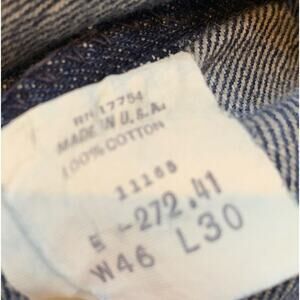 RN 17754
MADE IN U.S.A.
100% COTTON
11165
E -272.41
W46 L30